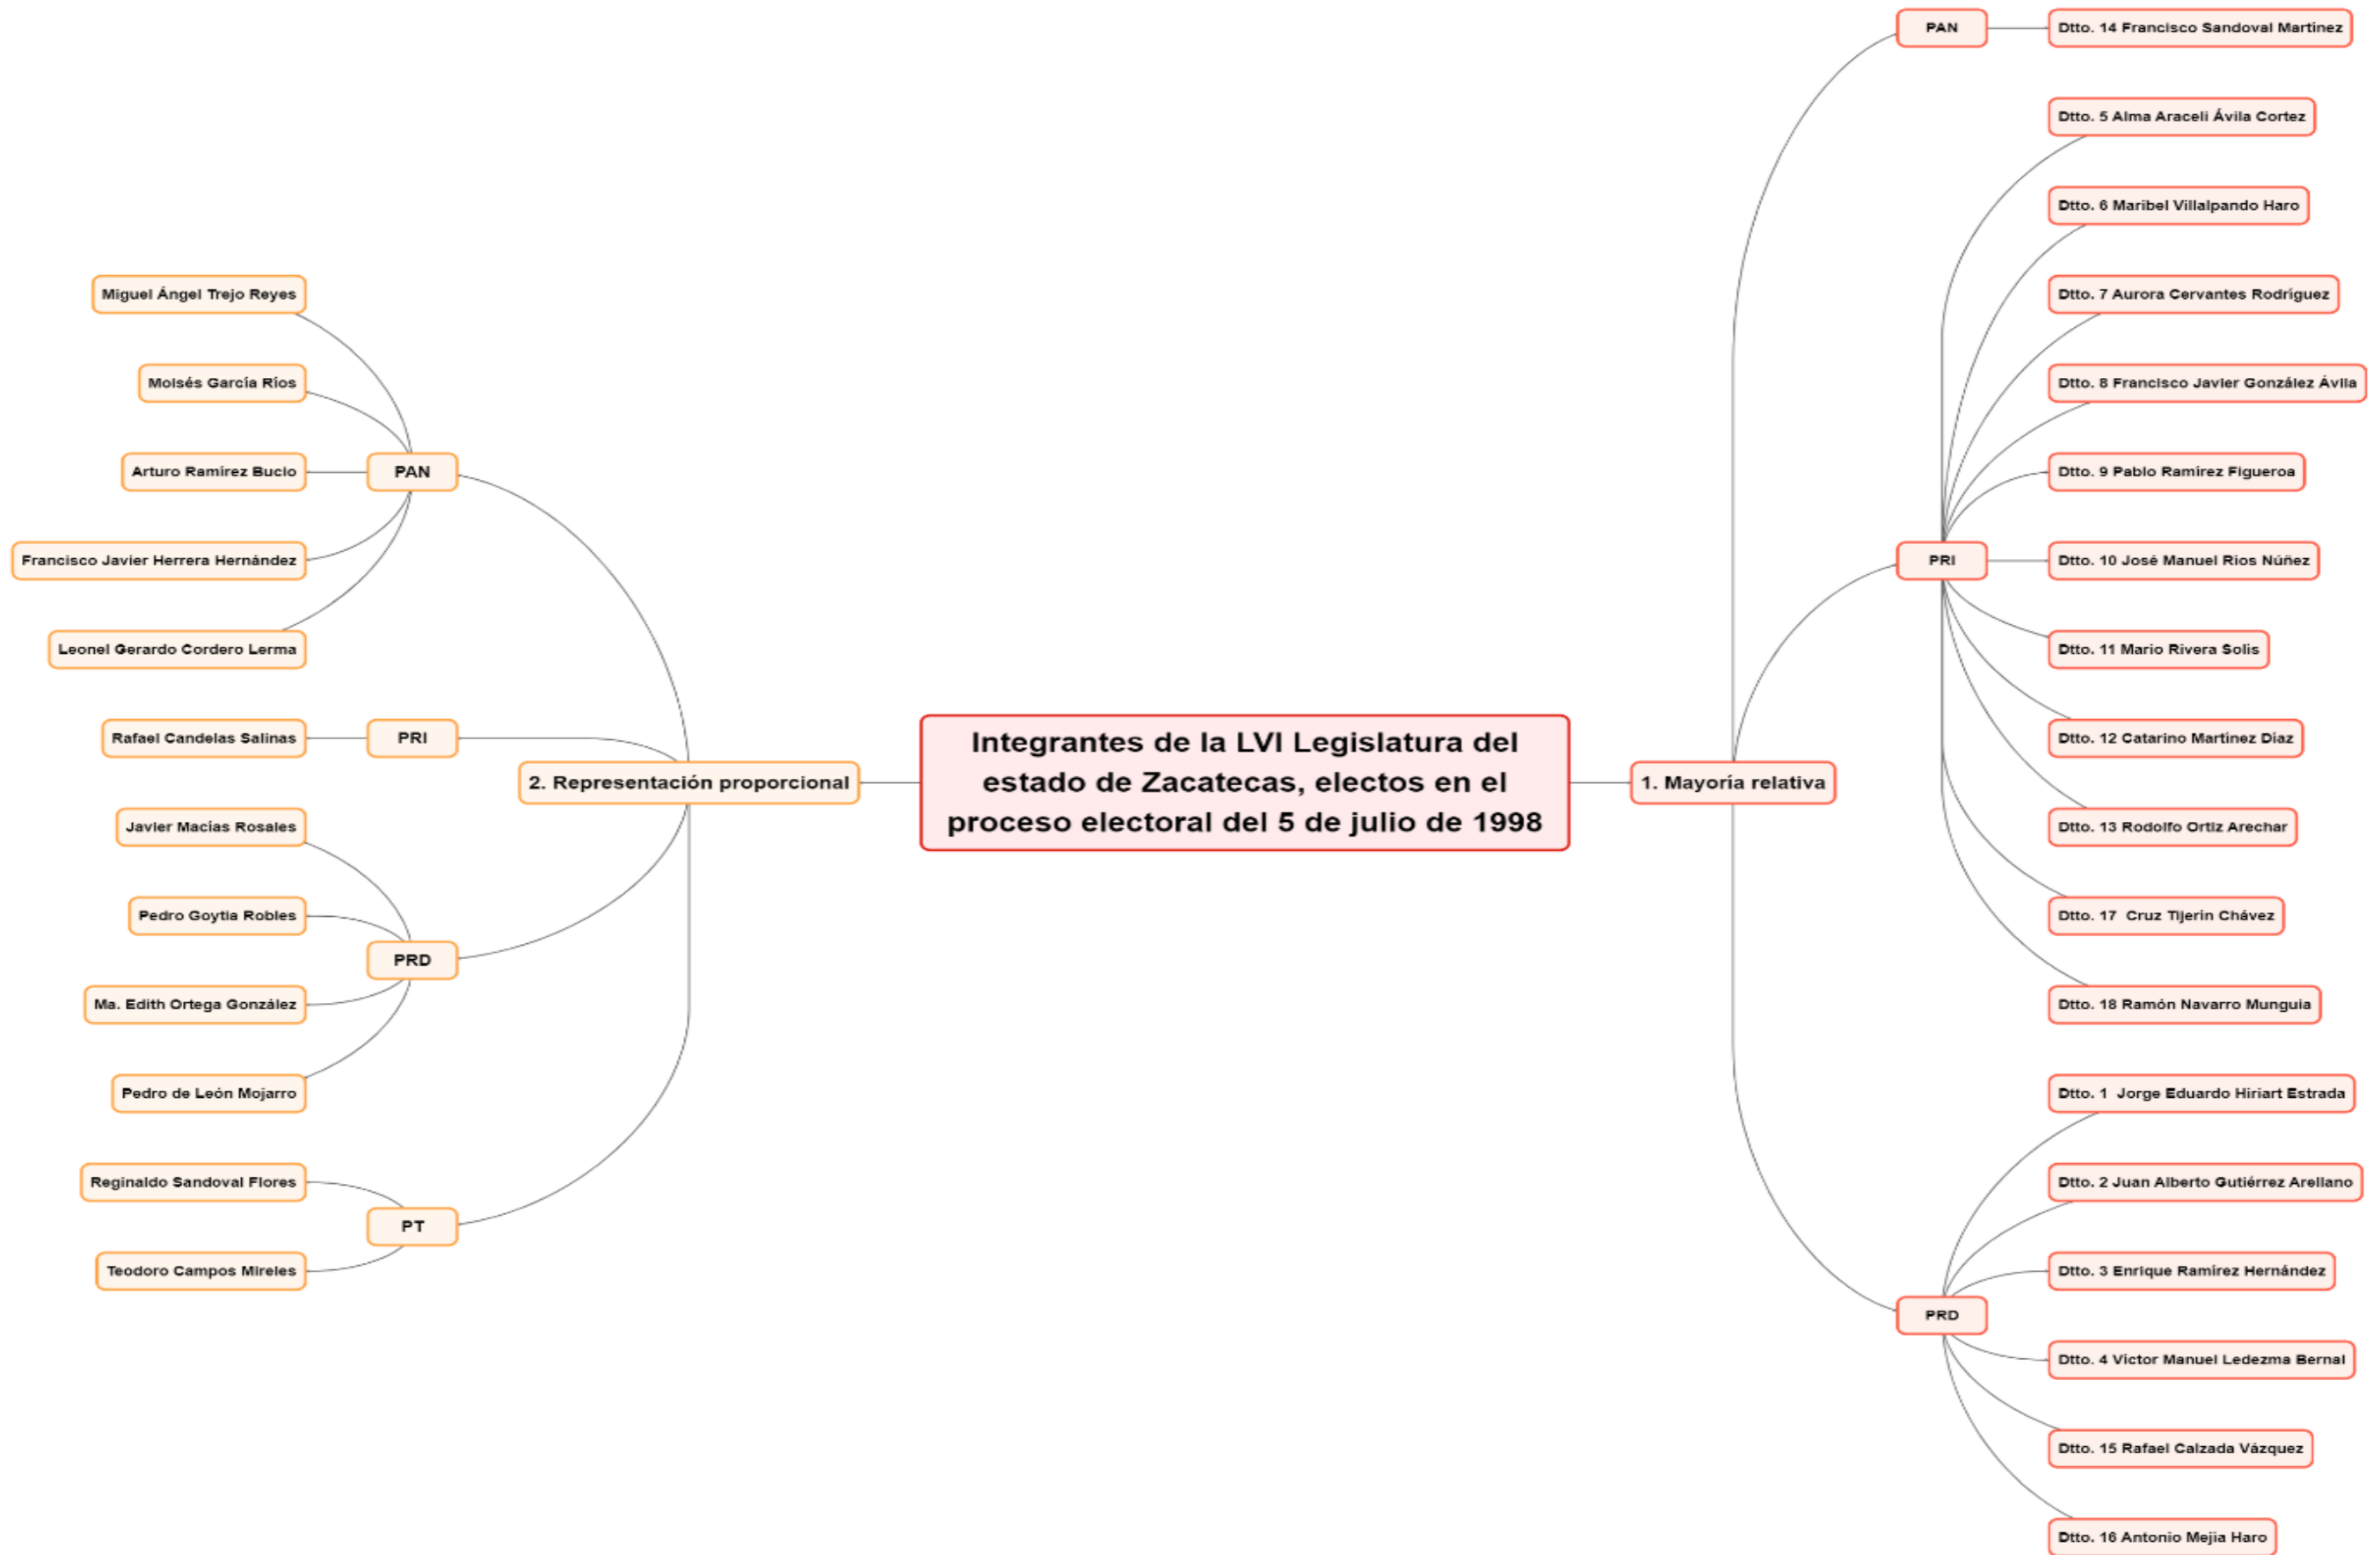 Integrantes de la LVI Legislatura del
estado de Zacatecas, electos en el
proceso electoral del 5 de julio de 1998
1. Mayoría relativa
PAN
Dtto. 14 Francisco Sandoval Martínez
PRI
Dtto. 5 Alma Araceli Ávila Cortez
Dtto. 6 Maribel Villalpando Haro
Dtto. 7 Aurora Cervantes Rodríguez
Dtto. 8 Francisco Javier González Ávila
Dtto. 9 Pablo Ramírez Figueroa
Dtto. 10 José Manuel Ríos Núñez
Dtto. 11 Mario Rivera Solis
Dtto. 12 Catarino Martínez Díaz
Dtto. 13 Rodolfo Ortiz Arechar
Dtto. 17 Cruz Tijerin Chávez
Dtto. 18 Ramón Navarro Munguia
PRD
Dtto. 1 Jorge Eduardo Hiriart Estrada
Dtto. 2 Juan Alberto Gutiérrez Arellano
Dtto. 3 Enrique Ramírez Hernández
Dtto. 4 Víctor Manuel Ledezma Bernal
Dtto. 15 Rafael Calzada Vázquez
Dtto. 16 Antonio Mejia Haro
2. Representación proporcional
PAN
Miguel Ángel Trejo Reyes
Moisés García Ríos
Arturo Ramírez Bucio
Francisco Javier Herrera Hernández
Leonel Gerardo Cordero Lerma
PRI
Rafael Candelas Salinas
PRD
Javier Macías Rosales
Pedro Goytia Robles
Ma. Edith Ortega González
Pedro de León Mojarro
PT
Reginaldo Sandoval Flores
Teodoro Campos Mireles